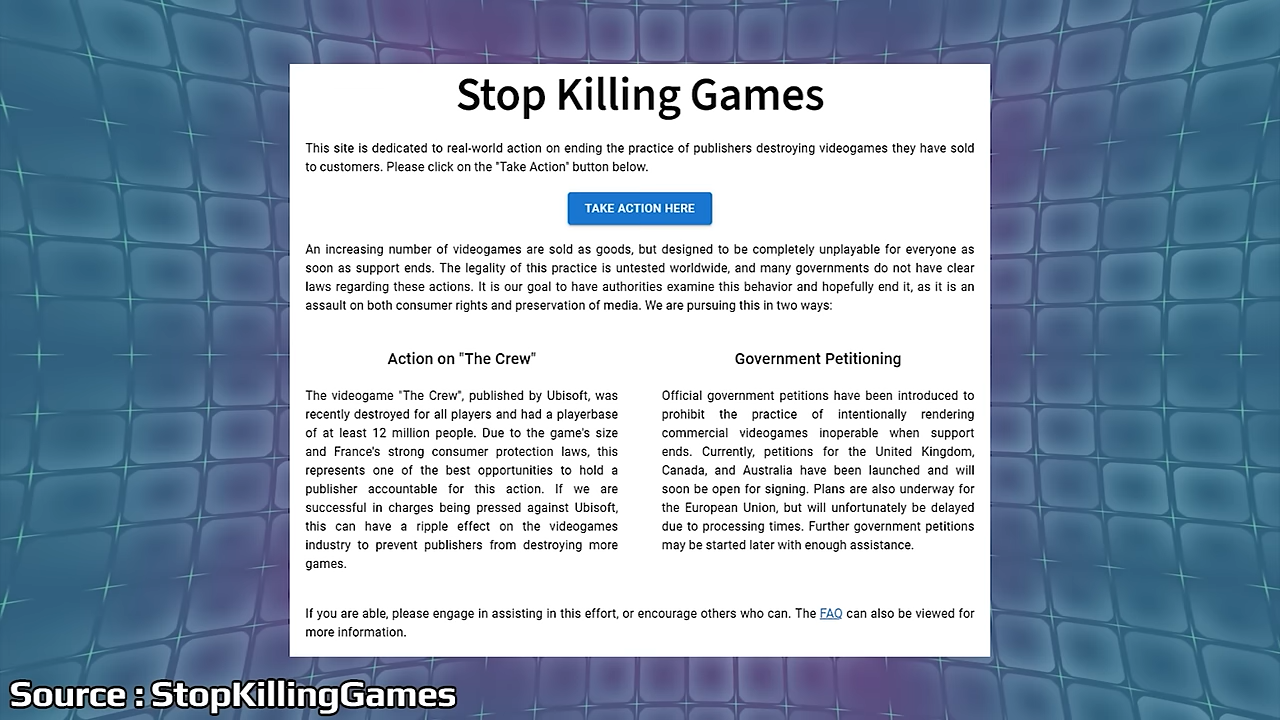 Stop Killing Games
This site is dedicated to real-world action on ending the practice of publishers destroying videogames they have sold
to customers. Please click on the "Take Action" button below.
TAKE ACTION HERE
An increasing number of videogames are sold as goods, but designed to be completely unplayable for everyone as
soon as support ends. The legality of this practice is untested worldwide, and many governments do not have clear
laws regarding these actions. It is our goal to have authorities examine this behavior and hopefully end it, as it is an
assault on both consumer rights and preservation of media. We are pursuing this in two ways:
Action on "The Crew"
The videogame "The Crew", published by Ubisoft, was
recently destroyed for all players and had a playerbase
of at least 12 million people. Due to the game's size
and France's strong consumer protection laws, this
represents one of the best opportunities to hold a
publisher accountable for this action. If we are
successful in charges being pressed against Ubisoft,
this can have a ripple effect on the videogames
industry to prevent publishers from destroying more
games.
Government Petitioning
Official government petitions have been introduced to
prohibit the practice of intentionally rendering
commercial videogames inoperable when support
ends. Currently, petitions for the United Kingdom,
Canada, and Australia have been launched and will
soon be open for signing. Plans are also underway for
the European Union, but will unfortunately be delayed
due to processing times. Further government petitions
may be started later with enough assistance.
If you are able, please engage in assisting in this effort, or encourage others who can. The FAQ can also be viewed for
more information.
Source : StopKillingGames